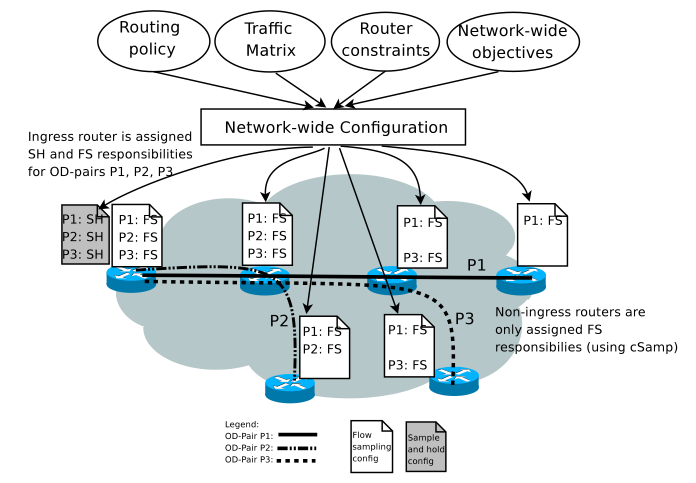 Routing
policy
Traffic
Matrix
Router
constraints
Network-wide
objectives
Network-wide Configuration
Ingress router is assigned
SH and FS responsibilities
for OD-pairs P1, P2, P3
P1: SH
P2: SH
P3: SH
P1: FS
P2: FS
P3: FS
P1: FS
P2: FS
P3: FS
P1: FS
P3: FS
P1: FS
P1
P2
P3
P1: FS
P2: FS
P1: FS
P3: FS
Non-ingress routers are
only assigned FS
responsibilies (using cSamp)
Legend:
OD-Pair P1:
OD-Pair P2:
OD-Pair P3:
Flow
sampling
config
Sample
and hold
config